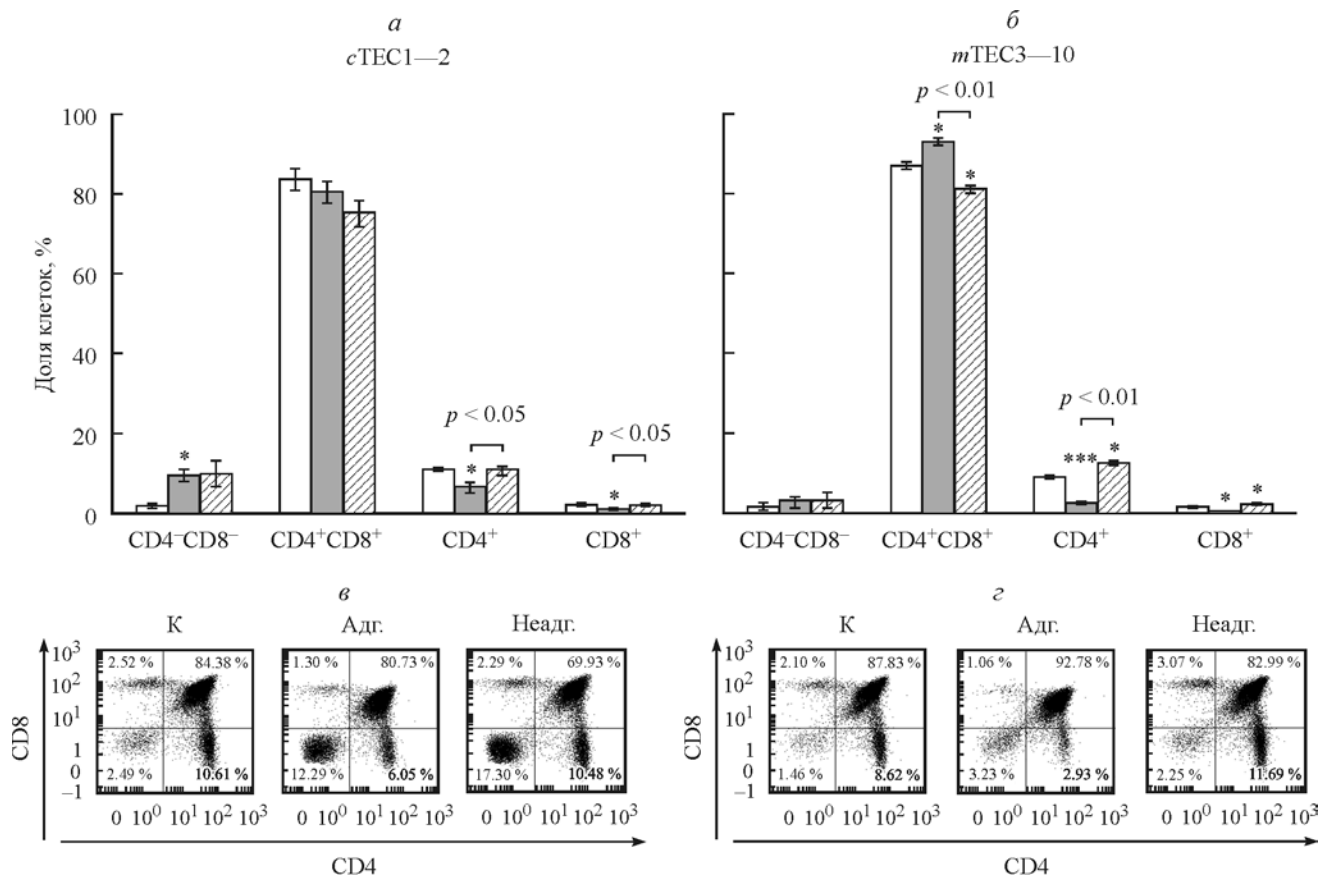 а
cTEC1—2
Доля клеток, %
100
80
60
40
20
0
*
p < 0.05
*
p < 0.05
*
CD4⁻CD8⁻ CD4⁺CD8⁺ CD4⁺ CD8⁺
б
mTEC3—10
p < 0.01
*
*
p < 0.01
***
*
*
*
CD4⁻CD8⁻ CD4⁺CD8⁺ CD4⁺ CD8⁺
в
К Адг. Неадг.
CD8
10³
10²
10¹
1
0
−1
2.52 % 84.38 %
2.49 % 10.61 %
1.30 % 80.73 %
12.29 % 6.05 %
2.29 % 69.93 %
17.30 % 10.48 %
0 10⁰ 10¹ 10² 10³ 0 10⁰ 10¹ 10² 10³ 0 10⁰ 10¹ 10² 10³
CD4
г
К Адг. Неадг.
CD8
10³
10²
10¹
1
0
−1
2.10 % 87.83 %
1.46 % 8.62 %
1.06 % 92.78 %
3.23 % 2.93 %
3.07 % 82.99 %
2.25 % 11.69 %
0 10⁰ 10¹ 10² 10³ 0 10⁰ 10¹ 10² 10³ 0 10⁰ 10¹ 10² 10³
CD4